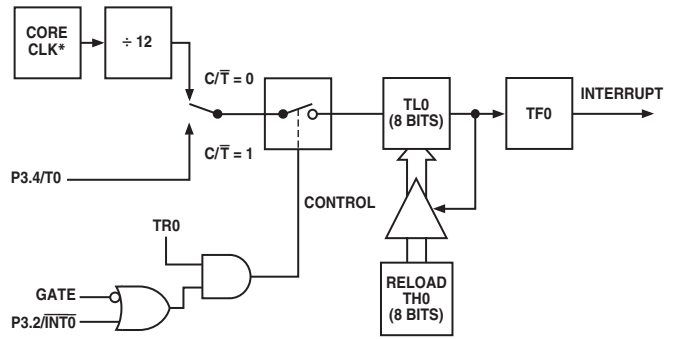 CORE
CLK*
÷ 12
C/T̅ = 0
C/T̅ = 1
P3.4/T0
TL0
(8 BITS)
TF0
INTERRUPT
CONTROL
TR0
GATE
P3.2/I̅N̅T̅0̅
RELOAD
TH0
(8 BITS)